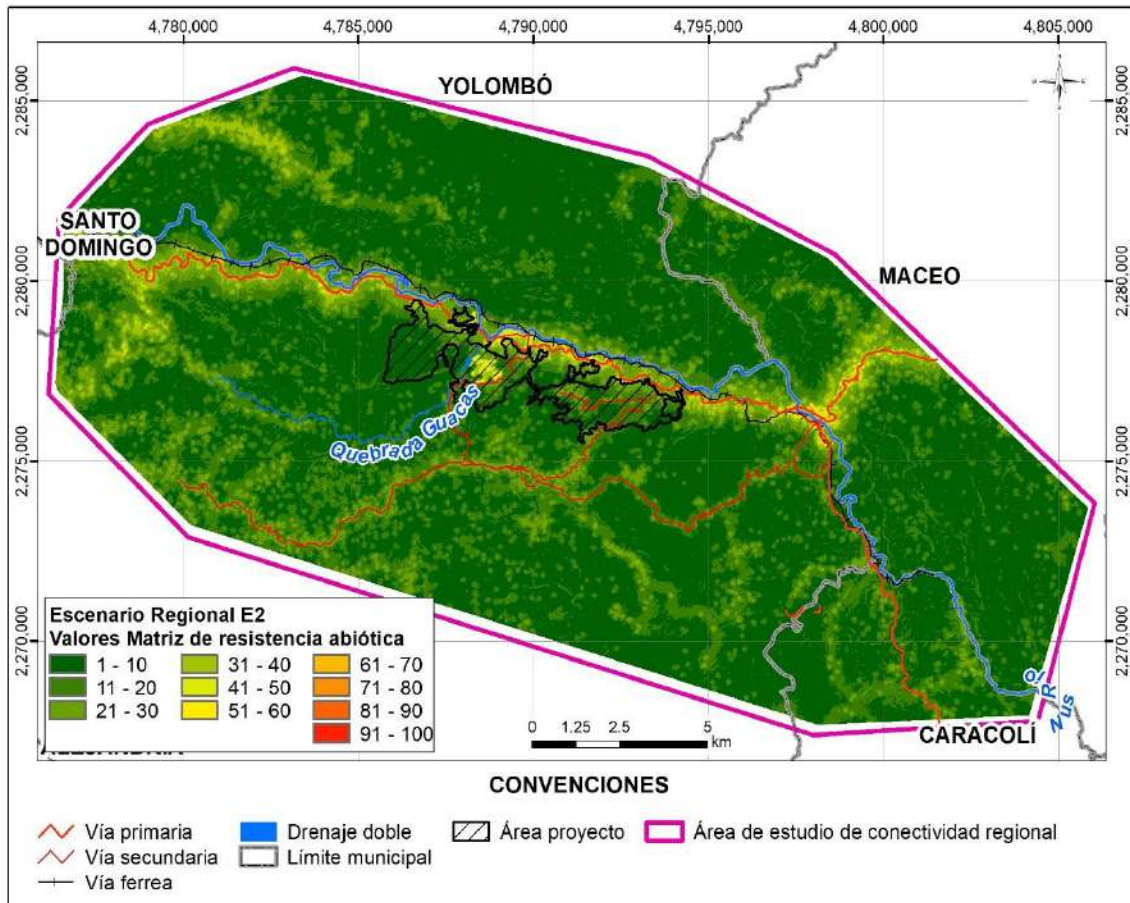 4,780,000 4,785,000 4,790,000 4,795,000 4,800,000 4,805,000
YOLOMBÓ
2,285,000 2,285,000
SANTO
DOMINGO
MACEO
2,280,000 2,280,000
Quebrada Guacas
2,275,000 2,275,000
2,270,000 2,270,000
Escenario Regional E2
Valores Matriz de resistencia abiótica
1 - 10 31 - 40 61 - 70
11 - 20 41 - 50 71 - 80
21 - 30 51 - 60 81 - 90
91 - 100
0 1.25 2.5 5
km
Río
Nus
CARACOLÍ
CONVENCIONES
Vía primaria Drenaje doble Área proyecto Área de estudio de conectividad regional
Vía secundaria Límite municipal
Vía ferrea